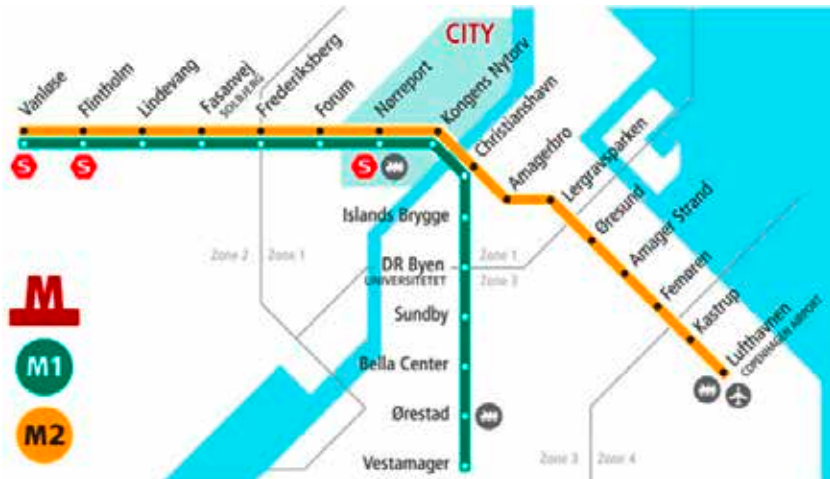 CITY
Vanløse
Flintholm
Lindevang
Fasanvej
SOLBJERG
Frederiksberg
Forum
Nørreport
Kongens Nytorv
Christianshavn
Amagerbro
Lergravsparken
Øresund
Amager Strand
Femøren
Kastrup
Lufthavnen
COPENHAGEN AIRPORT
S
S
S
Islands Brygge
Zone 2
Zone 1
DR Byen
UNIVERSITETET
Zone 1
Zone 3
Sundby
Bella Center
Ørestad
Vestamager
Zone 3
Zone 4
M
M1
M2